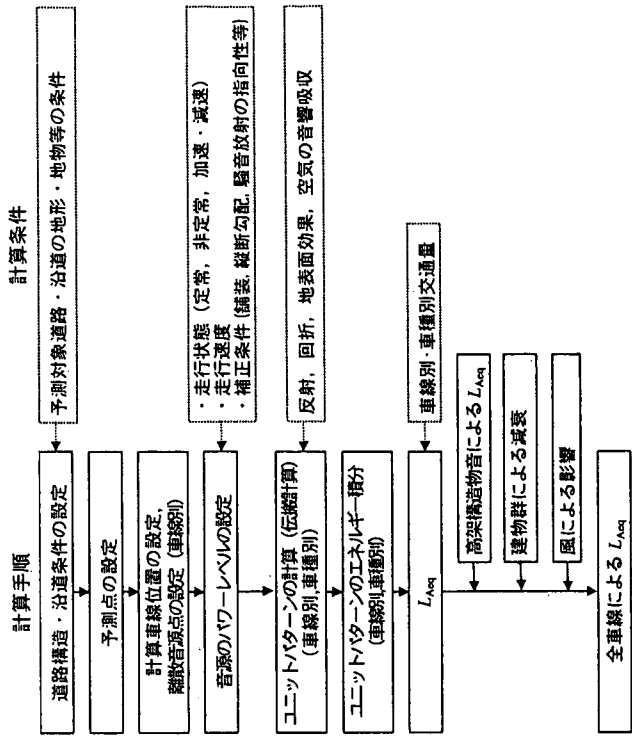 計算手順
計算条件
道路構造・沿道条件の設定
予測対象道路・沿道の地形・地物等の条件
予測点の設定
計算車線位置の設定,
離散音源点の設定 (車線別)
音源のパワーレベルの設定
・走行状態 (定常, 非定常, 加速・減速)
・走行速度
・補正条件 (舗装, 縦断勾配, 騒音放射の指向性等)
ユニットパターンの計算 (伝搬計算)
(車線別, 車種別)
反射, 回折, 地表面効果, 空気の音響吸収
ユニットパターンのエネルギー積分
(車線別, 車種別)
LAeq
車線別・車種別交通量
高架構造物音によるLAeq
建物群による減衰
風による影響
全車線によるLAeq